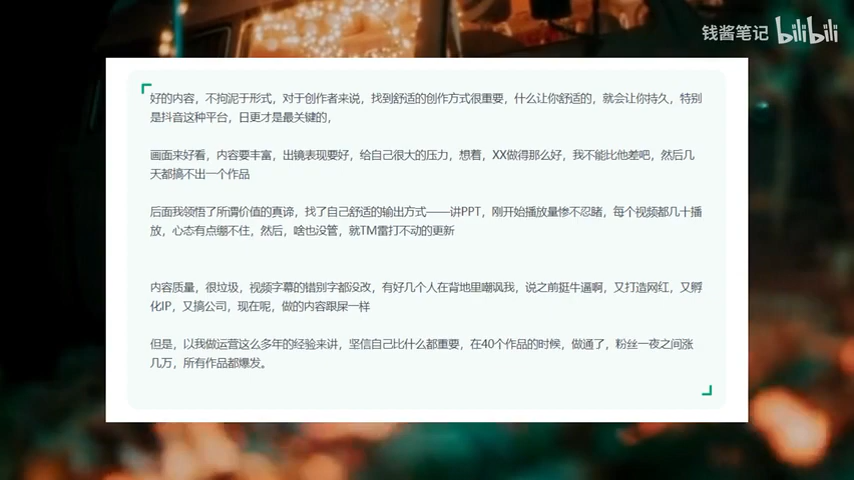 钱酱笔记 bilibili
好的内容，不拘泥于形式，对于创作者来说，找到舒适的创作方式很重要，什么让你舒适的，就会让你持久，特别
是抖音这种平台，日更才是最关键的，
画面来好看，内容要丰富，出镜表现要好，给自己很大的压力，想着，XX做得那么好，我不能比他差吧，然后几
天都搞不出一个作品
后面我领悟了所谓价值的真谛，找了自己舒适的输出方式——讲PPT，刚开始播放量惨不忍睹，每个视频都几十播
放，心态有点绷不住，然后，啥也没管，就TM雷打不动的更新
内容质量，很垃圾，视频字幕的错别字都没改，有好几个人在背地里嘲讽我，说之前挺牛逼啊，又打造网红，又孵
化IP，又搞公司，现在呢，做的内容跟屎一样
但是，以我做运营这么多年的经验来讲，坚信自己比什么都重要，在40个作品的时候，做通了，粉丝一夜之间涨
几万，所有作品都爆发。